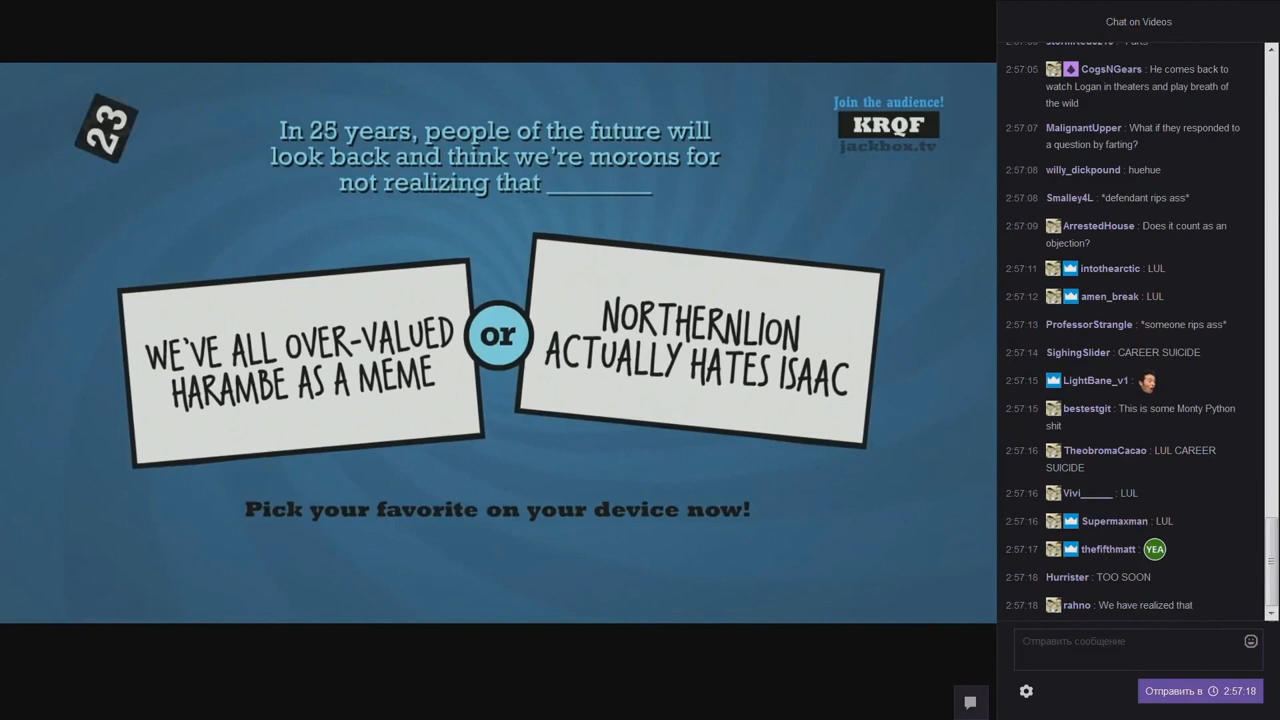 23
In 25 years, people of the future will
look back and think we're morons for
not realizing that __________
Join the audience!
KRQF
jackbox.tv
WE'VE ALL OVER-VALUED
HARAMBE AS A MEME
or
NORTHERNLION
ACTUALLY HATES ISAAC
Pick your favorite on your device now!
Chat on Videos
2:57:05 CogsNGears : He comes back to
watch Logan in theaters and play breath of
the wild
2:57:07 MalignantUpper : What if they responded to
a question by farting?
2:57:08 willy_dickpound : huehue
2:57:08 Smalley4L : *defendant rips ass*
2:57:09 ArrestedHouse : Does it count as an
objection?
2:57:11 intothearctic : LUL
2:57:12 amen_break : LUL
2:57:13 ProfessorStrangle : *someone rips ass*
2:57:14 SighingSlider : CAREER SUICIDE
2:57:15 LightBane_v1 :
2:57:15 bestestgit : This is some Monty Python
shit
2:57:16 TheobromaCacao : LUL CAREER
SUICIDE
2:57:16 Vivi______ : LUL
2:57:16 Supermaxman : LUL
2:57:17 thefifthmatt : YEA
2:57:18 Hurrister : TOO SOON
2:57:18 rahno : We have realized that
Отправить сообщение
Отправить в 2:57:18